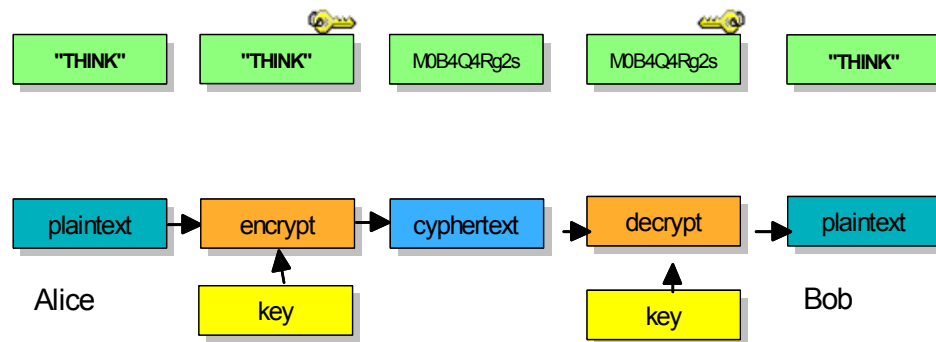 "THINK"
"THINK"
M0B4Q4Rg2s
M0B4Q4Rg2s
"THINK"
plaintext
encrypt
cyphertext
decrypt
plaintext
Alice
key
key
Bob